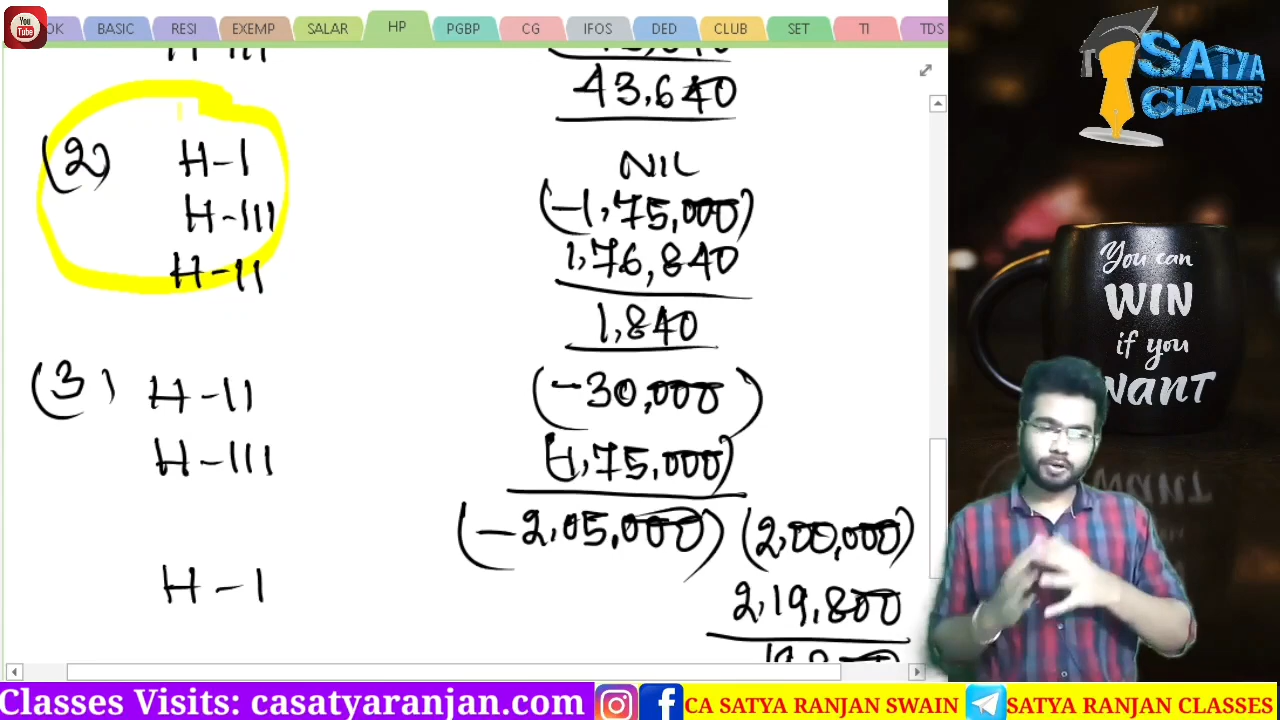 You Tube
OK BASIC RESI EXEMP SALAR HP PGBP CG IFOS DED CLUB SET TI TDS
H-III
43,640
(2) H-I NIL
H-III (-1,75,000)
H-II 1,76,840
1,840
(3) H-II (-30,000)
H-III (-1,75,000)
(-2,05,000) (2,00,000)
H-I 2,19,800
SATYA
CLASSES
You can
WIN
if you
WANT
Classes Visits: casatyaranjan.com CA SATYA RANJAN SWAIN SATYA RANJAN CLASSES